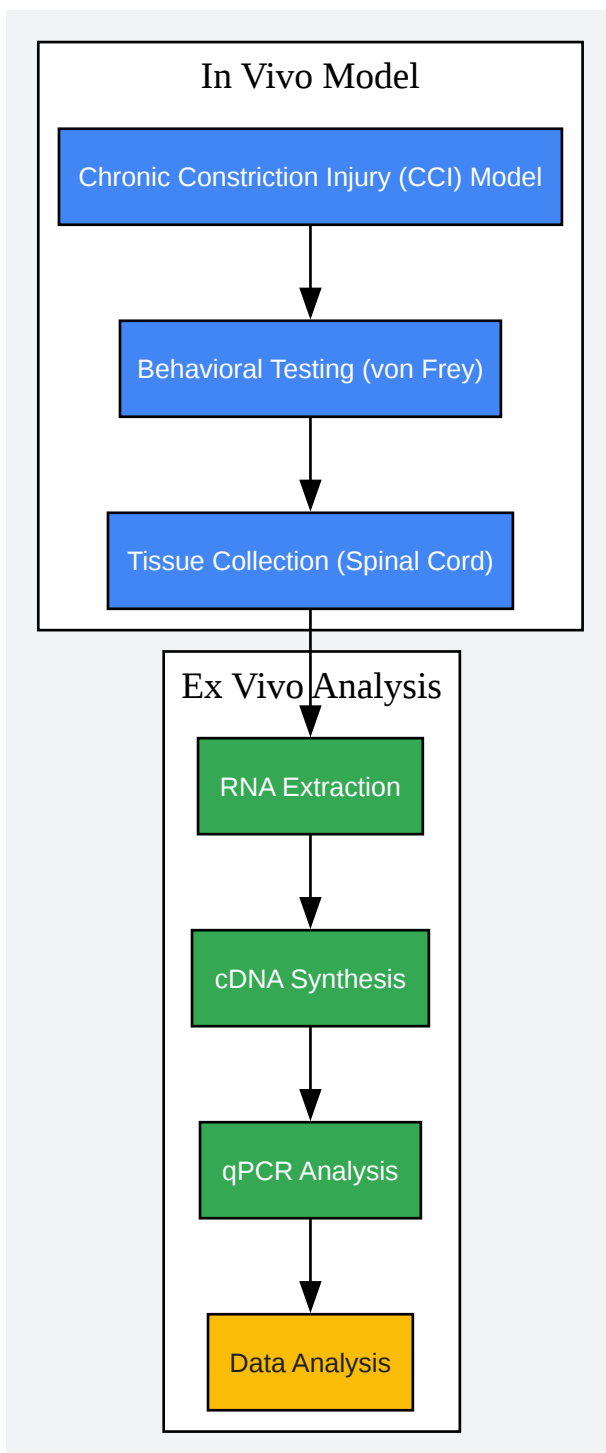 In Vivo Model
Chronic Constriction Injury (CCI) Model
Behavioral Testing (von Frey)
Tissue Collection (Spinal Cord)
Ex Vivo Analysis
RNA Extraction
cDNA Synthesis
qPCR Analysis
Data Analysis